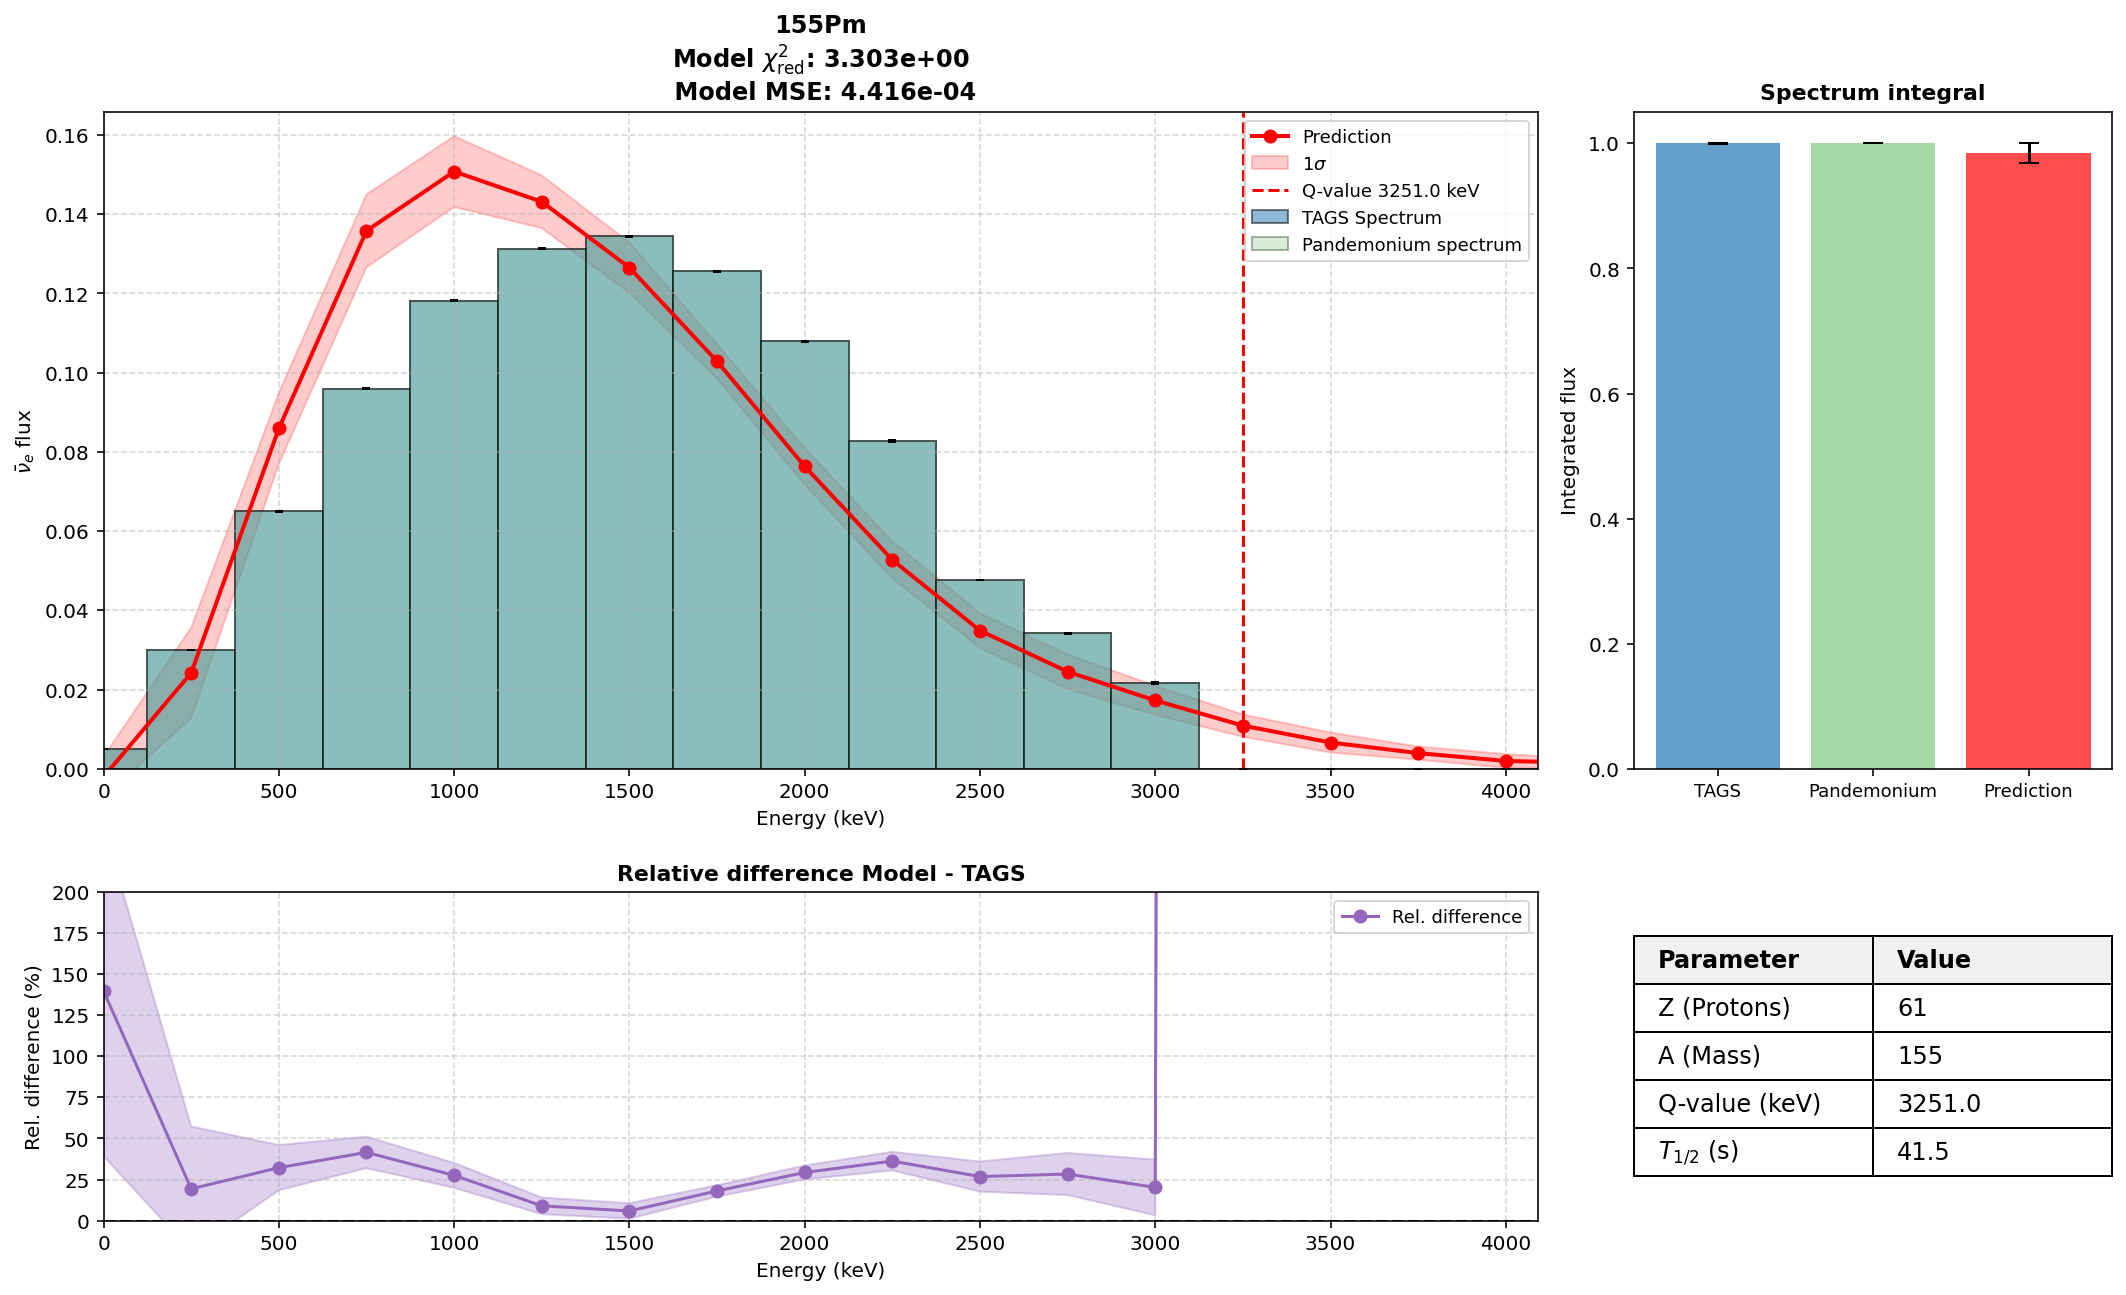 155Pm
Model χ²red: 3.303e+00
Model MSE: 4.416e-04
0.16
0.14
0.12
0.10
0.08
0.06
0.04
0.02
0.00
ν̄e flux
0 500 1000 1500 2000 2500 3000 3500 4000
Energy (keV)
Prediction
1σ
Q-value 3251.0 keV
TAGS Spectrum
Pandemonium spectrum
Spectrum integral
1.0
0.8
0.6
0.4
0.2
0.0
Integrated flux
TAGS Pandemonium Prediction
Relative difference Model - TAGS
200
175
150
125
100
75
50
25
0
Rel. difference (%)
0 500 1000 1500 2000 2500 3000 3500 4000
Energy (keV)
Rel. difference
Parameter Value
Z (Protons) 61
A (Mass) 155
Q-value (keV) 3251.0
T1/2 (s) 41.5